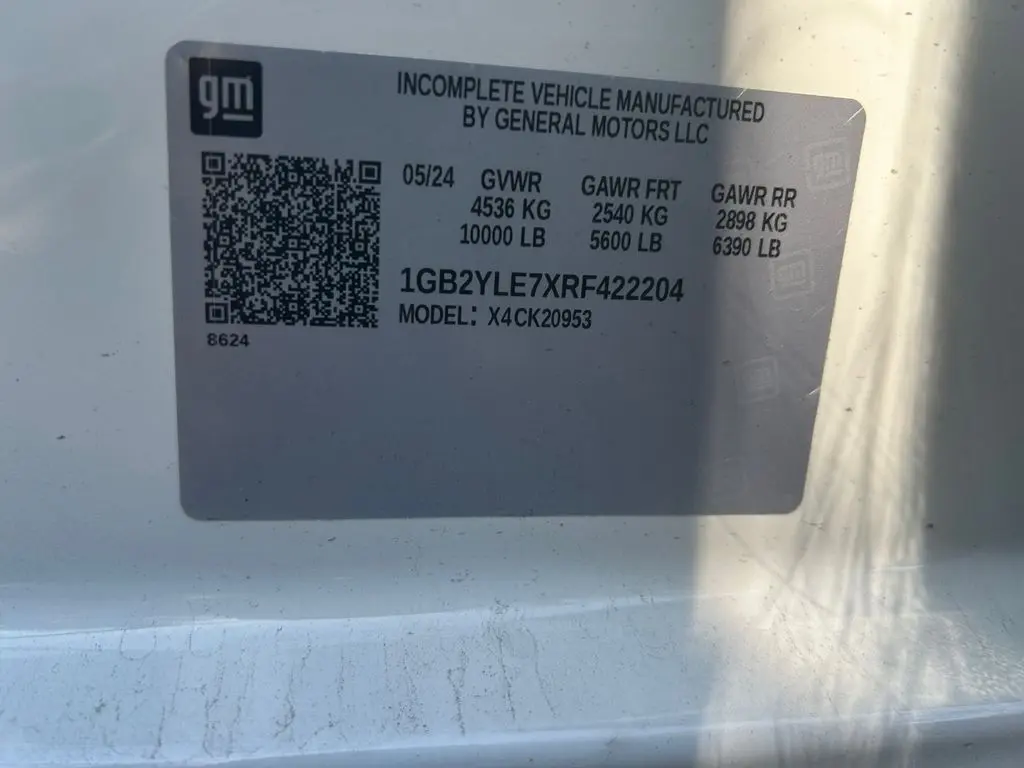 gm
INCOMPLETE VEHICLE MANUFACTURED
BY GENERAL MOTORS LLC
05/24 GVWR GAWR FRT GAWR RR
4536 KG 2540 KG 2898 KG
10000 LB 5600 LB 6390 LB
1GB2YLE7XRF422204
MODEL: X4CK20953
8624